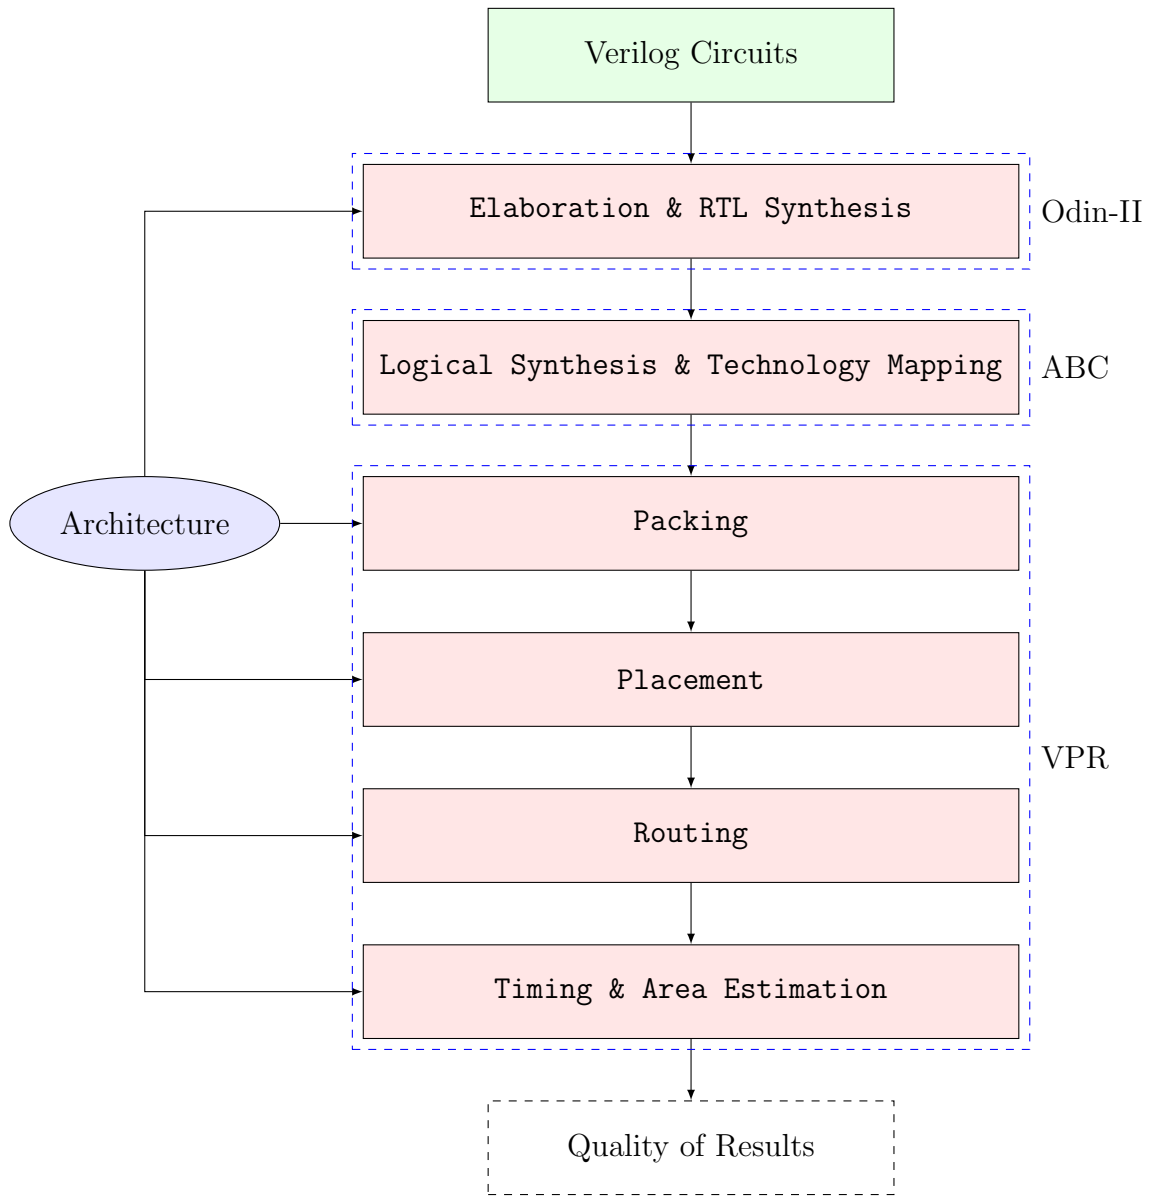 Verilog Circuits
Elaboration & RTL Synthesis
Odin-II
Logical Synthesis & Technology Mapping
ABC
Architecture
Packing
Placement
VPR
Routing
Timing & Area Estimation
Quality of Results